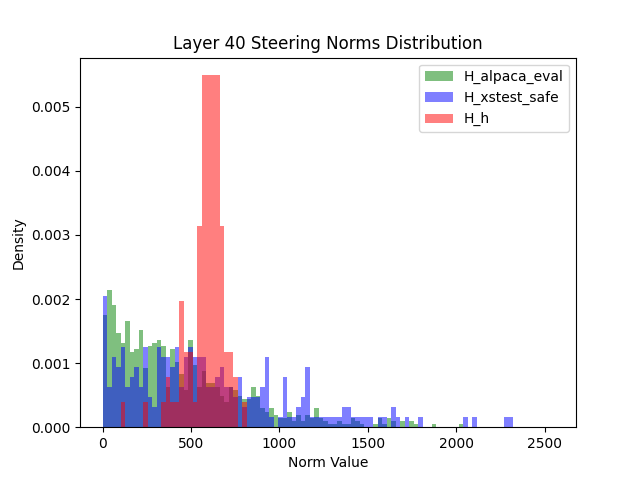 Layer 40 Steering Norms Distribution
H_alpaca_eval
H_xstest_safe
H_h
0.005
0.004
0.003
0.002
0.001
0.000
Density
0
500
1000
1500
2000
2500
Norm Value